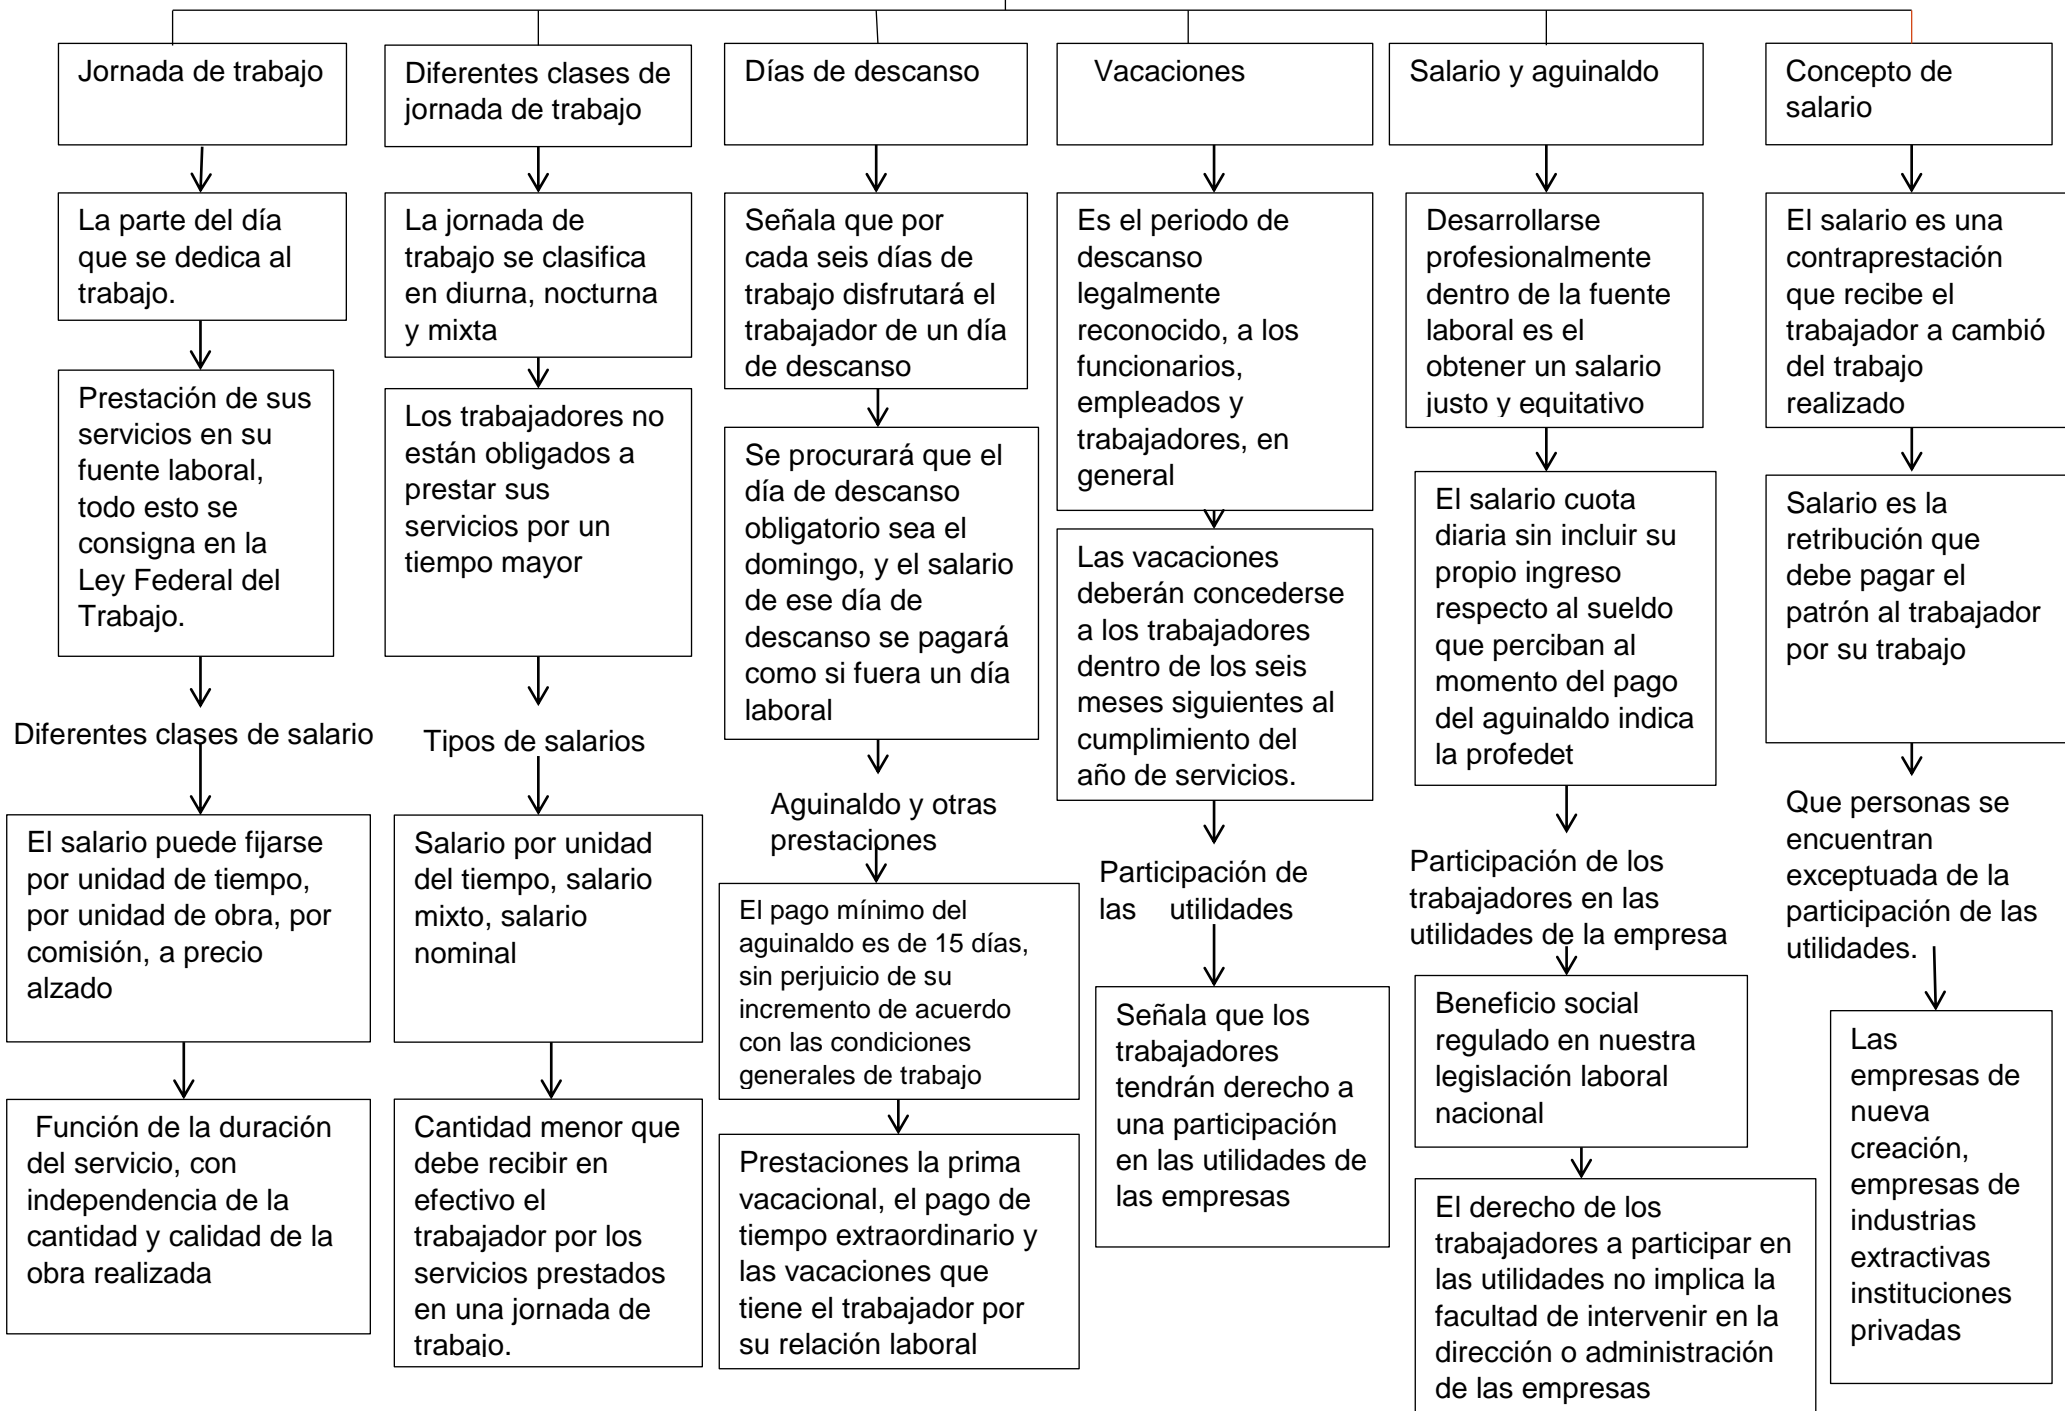 Jornada de trabajo
La parte del día
que se dedica al
trabajo.
Prestación de sus
servicios en su
fuente laboral,
todo esto se
consigna en la
Ley Federal del
Trabajo.
Diferentes clases de salario
El salario puede fijarse
por unidad de tiempo,
por unidad de obra, por
comisión, a precio
alzado
Función de la duración
del servicio, con
independencia de la
cantidad y calidad de la
obra realizada
Diferentes clases de
jornada de trabajo
La jornada de
trabajo se clasifica
en diurna, nocturna
y mixta
Los trabajadores no
están obligados a
prestar sus
servicios por un
tiempo mayor
Tipos de salarios
Salario por unidad
del tiempo, salario
mixto, salario
nominal
Cantidad menor que
debe recibir en
efectivo el
trabajador por los
servicios prestados
en una jornada de
trabajo.
Días de descanso
Señala que por
cada seis días de
trabajo disfrutará el
trabajador de un día
de descanso
Se procurará que el
día de descanso
obligatorio sea el
domingo, y el salario
de ese día de
descanso se pagará
como si fuera un día
laboral
Aguinaldo y otras
prestaciones
El pago mínimo del
aguinaldo es de 15 días,
sin perjuicio de su
incremento de acuerdo
con las condiciones
generales de trabajo
Prestaciones la prima
vacacional, el pago de
tiempo extraordinario y
las vacaciones que
tiene el trabajador por
su relación laboral
Vacaciones
Es el periodo de
descanso
legalmente
reconocido, a los
funcionarios,
empleados y
trabajadores, en
general
Las vacaciones
deberán concederse
a los trabajadores
dentro de los seis
meses siguientes al
cumplimiento del
año de servicios.
Participación de
las utilidades
Señala que los
trabajadores
tendrán derecho a
una participación
en las utilidades de
las empresas
Salario y aguinaldo
Desarrollarse
profesionalmente
dentro de la fuente
laboral es el
obtener un salario
justo y equitativo
El salario cuota
diaria sin incluir su
propio ingreso
respecto al sueldo
que perciban al
momento del pago
del aguinaldo indica
la profedet
Participación de los
trabajadores en las
utilidades de la empresa
Beneficio social
regulado en nuestra
legislación laboral
nacional
El derecho de los
trabajadores a participar en
las utilidades no implica la
facultad de intervenir en la
dirección o administración
de las empresas
Concepto de
salario
El salario es una
contraprestación
que recibe el
trabajador a cambió
del trabajo
realizado
Salario es la
retribución que
debe pagar el
patrón al trabajador
por su trabajo
Que personas se
encuentran
exceptuada de la
participación de las
utilidades.
Las
empresas de
nueva
creación,
empresas de
industrias
extractivas
instituciones
privadas